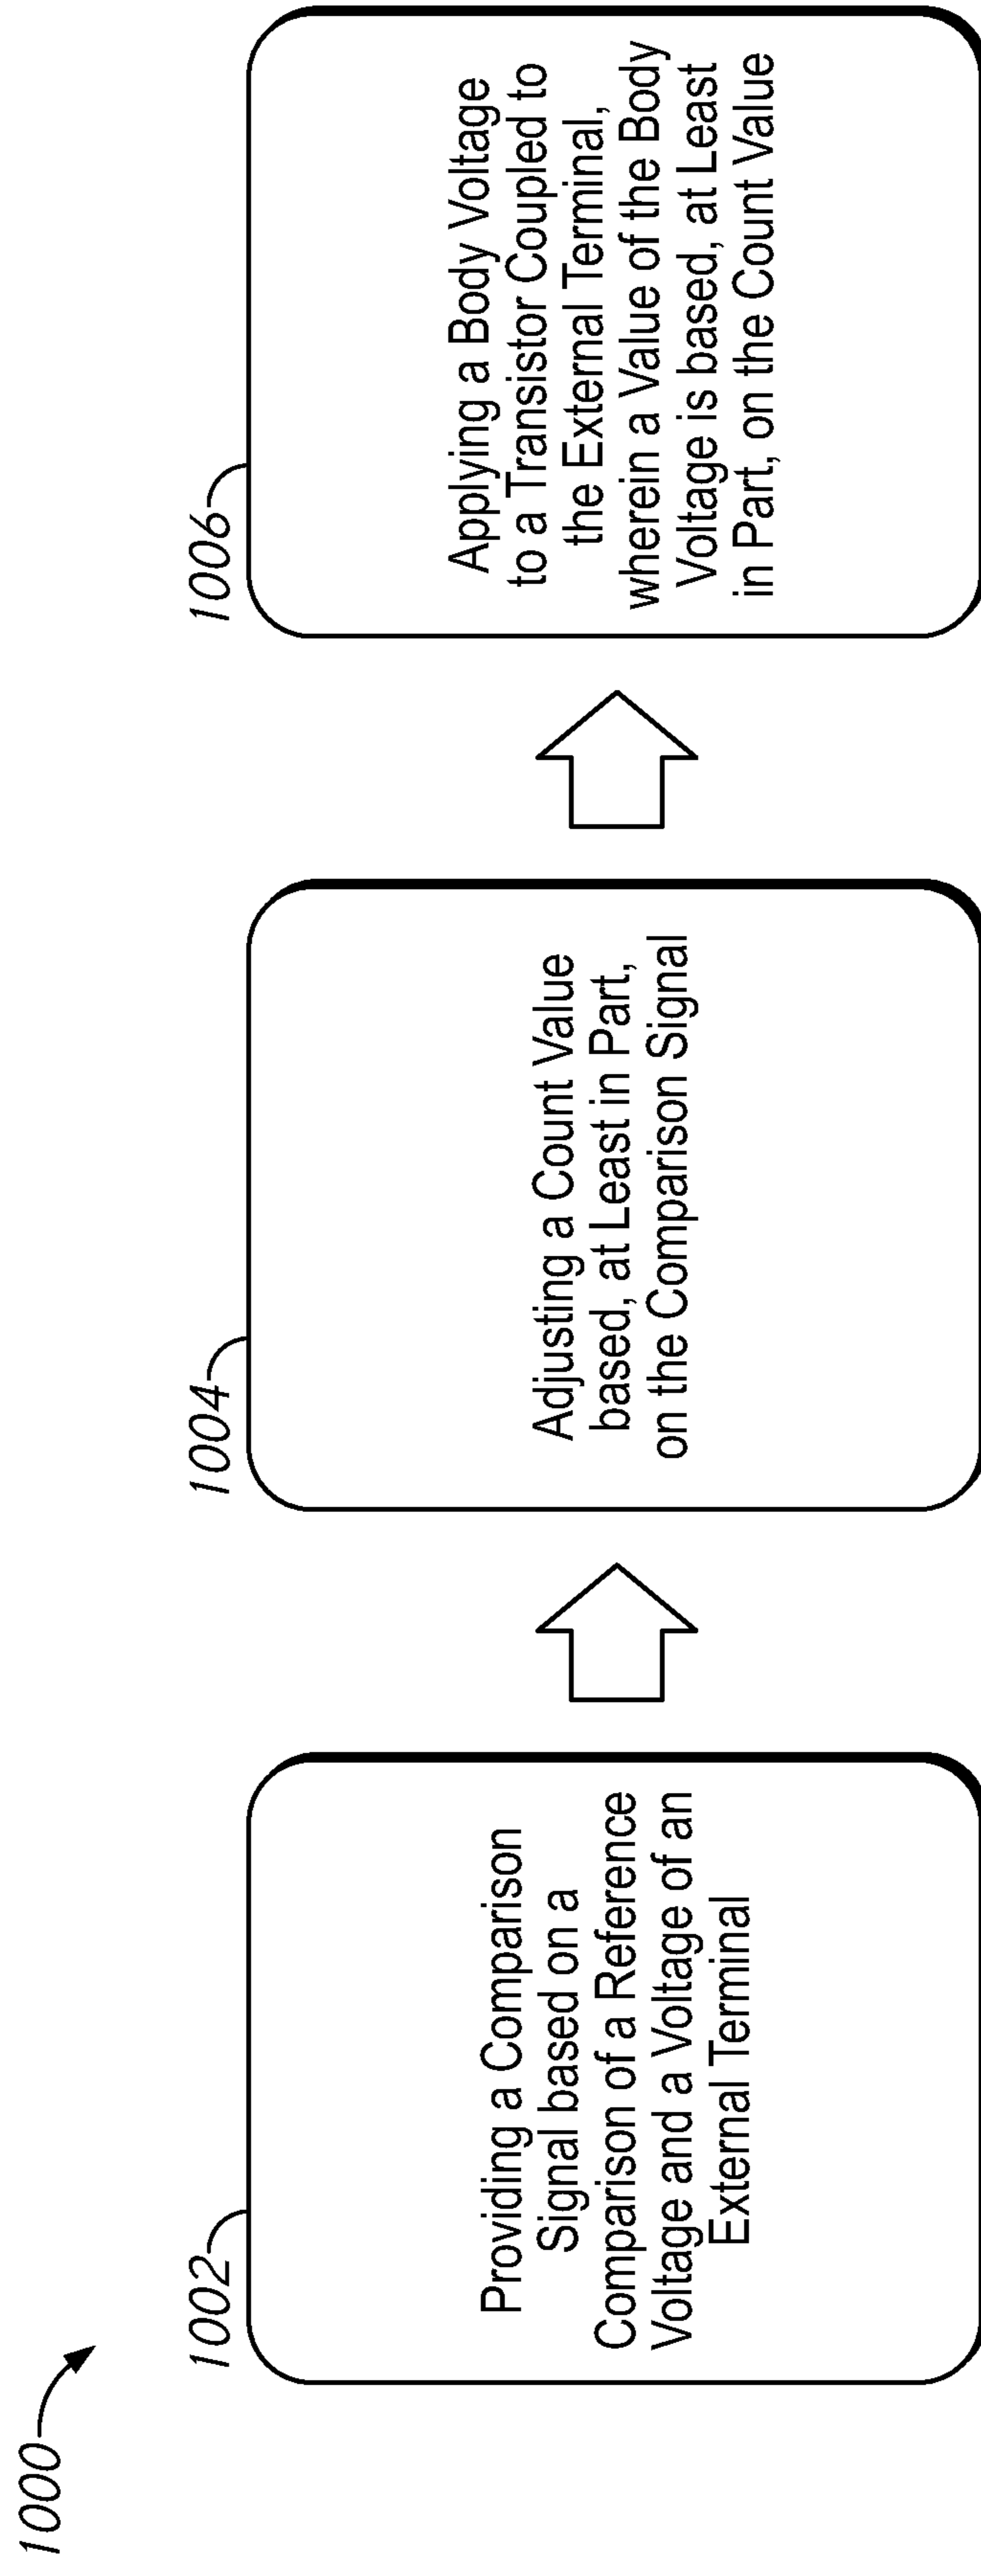 1000
1002
Providing a Comparison
Signal based on a
Comparison of a Reference
Voltage and a Voltage of an
External Terminal
1004
Adjusting a Count Value
based, at Least in Part,
on the Comparison Signal
1006
Applying a Body Voltage
to a Transistor Coupled to
the External Terminal,
wherein a Value of the Body
Voltage is based, at Least
in Part, on the Count Value